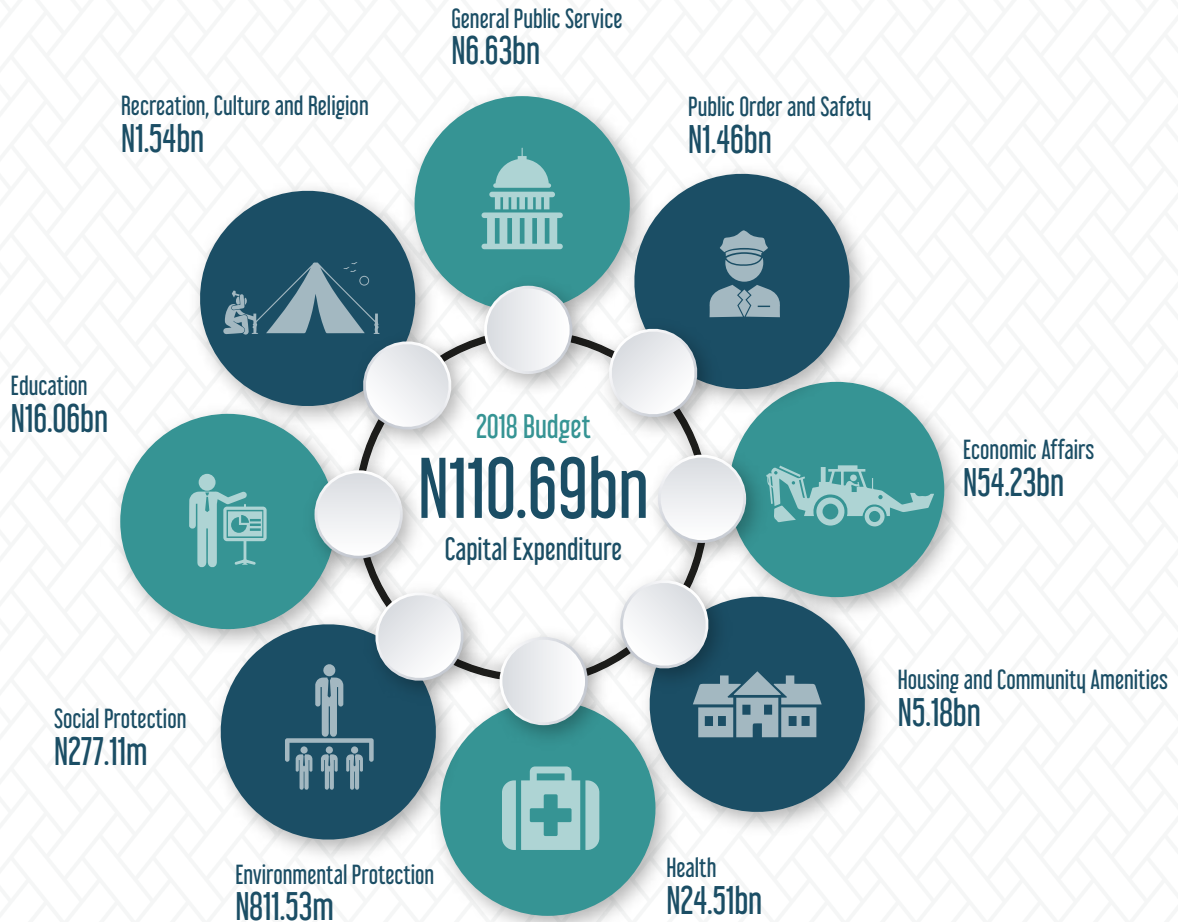 General Public Service
N6.63bn
Recreation, Culture and Religion
N1.54bn
Public Order and Safety
N1.46bn
Education
N16.06bn
2018 Budget
N110.69bn
Capital Expenditure
Economic Affairs
N54.23bn
Housing and Community Amenities
N5.18bn
Social Protection
N277.11m
Environmental Protection
N811.53m
Health
N24.51bn